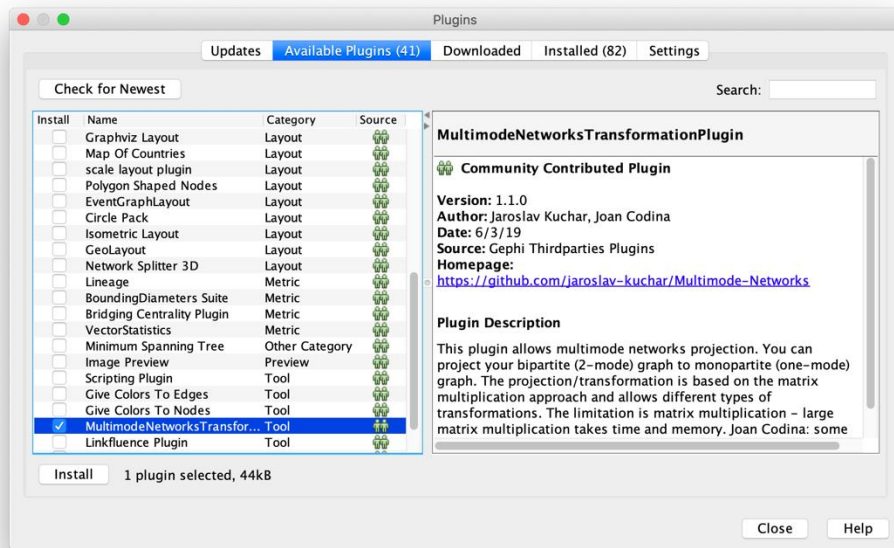 Plugins
Updates Available Plugins (41) Downloaded Installed (82) Settings
Check for Newest Search:
Install Name Category Source
Graphviz Layout Layout
Map Of Countries Layout
scale layout plugin Layout
Polygon Shaped Nodes Layout
EventGraphLayout Layout
Circle Pack Layout
Isometric Layout Layout
GeoLayout Layout
Network Splitter 3D Layout
Lineage Metric
BoundingDiameters Suite Metric
Bridging Centrality Plugin Metric
VectorStatistics Metric
Minimum Spanning Tree Other Category
Image Preview Preview
Scripting Plugin Tool
Give Colors To Edges Tool
Give Colors To Nodes Tool
MultimodeNetworksTransfor... Tool
Linkfluence Plugin Tool
MultimodeNetworksTransformationPlugin
Community Contributed Plugin
Version: 1.1.0
Author: Jaroslav Kuchar, Joan Codina
Date: 6/3/19
Source: Gephi Thirdparties Plugins
Homepage:
https://github.com/jaroslav-kuchar/Multimode-Networks
Plugin Description
This plugin allows multimode networks projection. You can
project your bipartite (2-mode) graph to monopartite (one-mode)
graph. The projection/transformation is based on the matrix
multiplication approach and allows different types of
transformations. The limitation is matrix multiplication - large
matrix multiplication takes time and memory. Joan Codina: some
Install 1 plugin selected, 44kB
Close Help